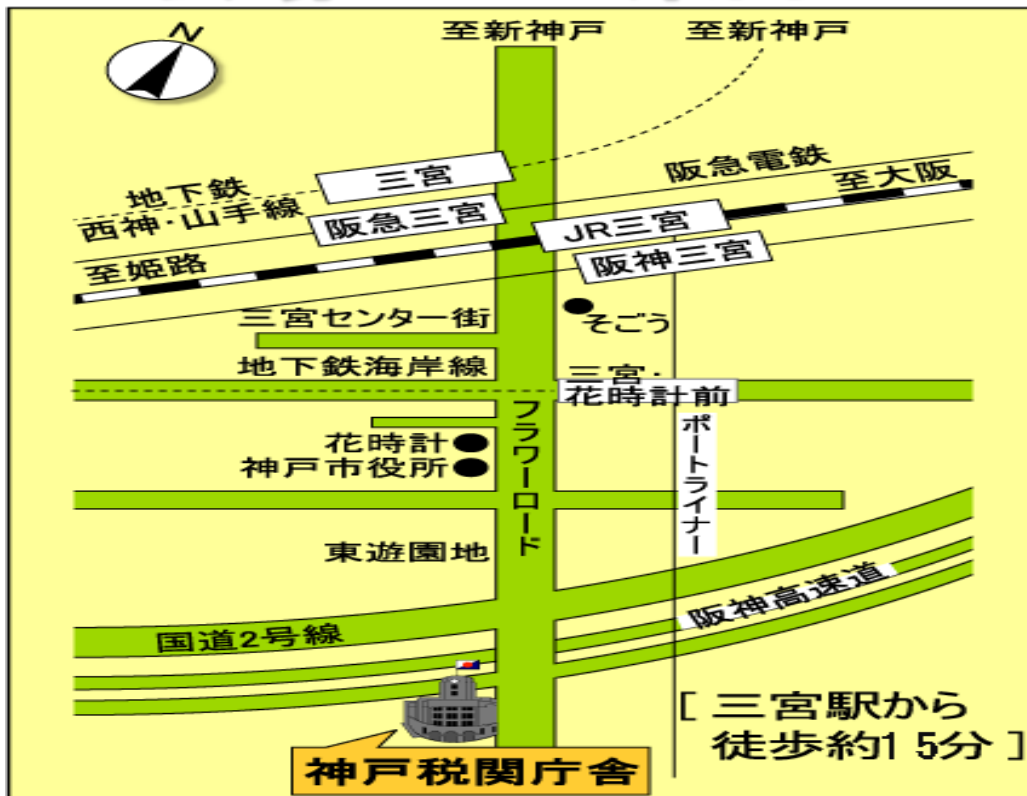 N
至新神戸
至新神戸
地下鉄
西神・山手線
三宮
阪急電鉄
至大阪
阪急三宮
JR三宮
阪神三宮
至姫路
三宮センター街
そごう
地下鉄海岸線
三宮・
花時計前
フラワーロード
ポートライナー
花時計
神戸市役所
東遊園地
国道2号線
阪神高速道
[ 三宮駅から
徒歩約15分 ]
神戸税関庁舎